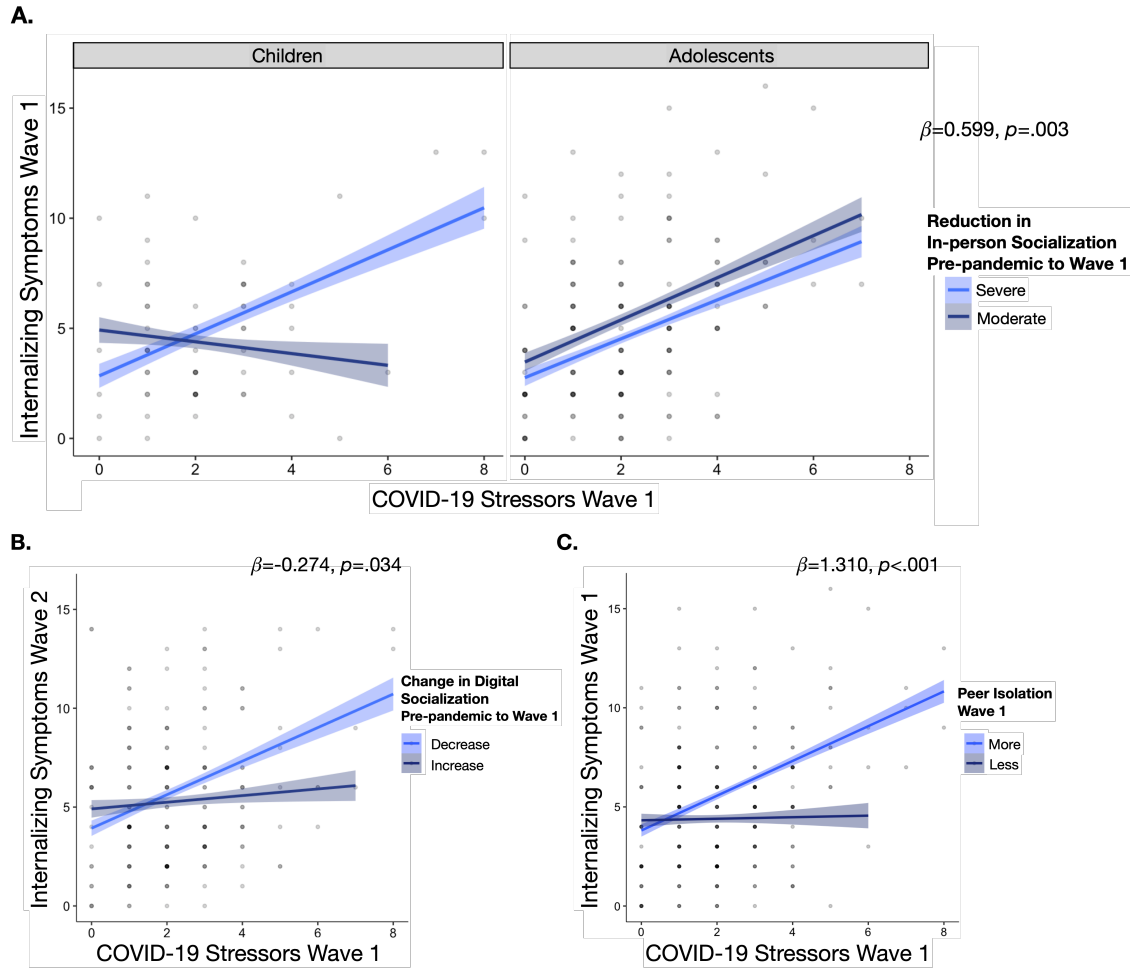 A.
Children
Adolescents
Internalizing Symptoms Wave 1
15
10
5
0
0 2 4 6 8
0 2 4 6 8
COVID-19 Stressors Wave 1
β=0.599, p=.003
Reduction in
In-person Socialization
Pre-pandemic to Wave 1
Severe
Moderate
B.
β=-0.274, p=.034
Internalizing Symptoms Wave 2
15
10
5
0
0 2 4 6 8
COVID-19 Stressors Wave 1
Change in Digital
Socialization
Pre-pandemic to Wave 1
Decrease
Increase
C.
β=1.310, p<.001
Internalizing Symptoms Wave 1
15
10
5
0
0 2 4 6 8
COVID-19 Stressors Wave 1
Peer Isolation
Wave 1
More
Less